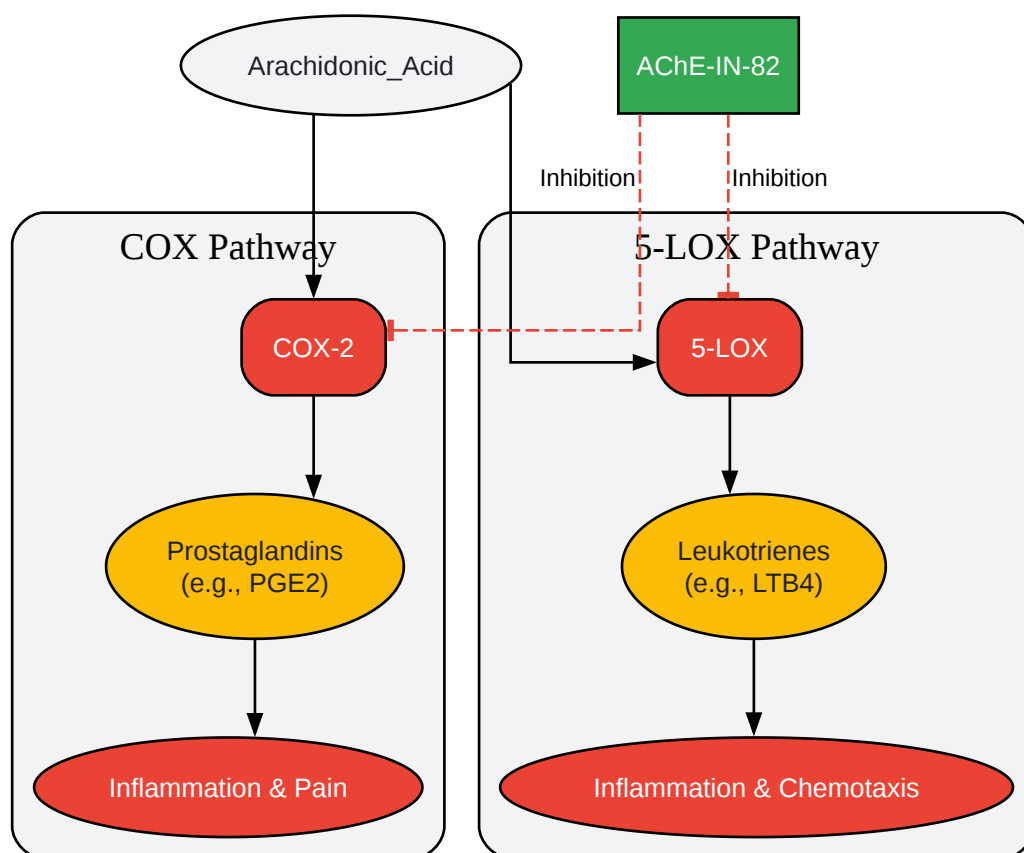 Arachidonic_Acid
AChE-IN-82
Inhibition
Inhibition
COX Pathway
5-LOX Pathway
COX-2
5-LOX
Prostaglandins
(e.g., PGE2)
Leukotrienes
(e.g., LTB4)
Inflammation & Pain
Inflammation & Chemotaxis